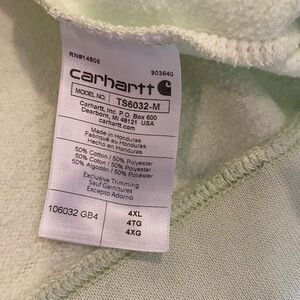 RN#14806
903640
carhartt
MODEL NO. TS6032-M
Carhartt, Inc. P.O. Box 600
Dearborn, MI 48121 USA
carhartt.com
Made in Honduras
Fabriqué au Honduras
Hecho en Honduras
50% Cotton / 50% Polyester
50% Coton / 50% Polyester
50% Algodón / 50% Poliéster
Exclusive Trimming
Sauf Garnitures
Excepto Adorno
106032 GB4
4XL
4TG
4XG